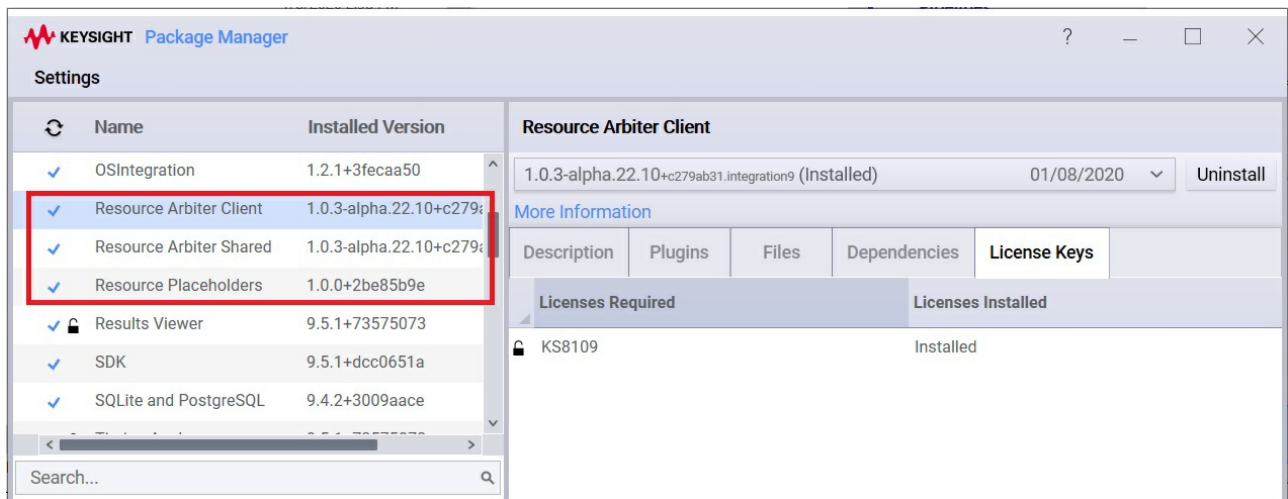 KEYSIGHT Package Manager
Settings
Name Installed Version
OSIntegration 1.2.1+3fecaa50
Resource Arbiter Client 1.0.3-alpha.22.10+c279a
Resource Arbiter Shared 1.0.3-alpha.22.10+c279a
Resource Placeholders 1.0.0+2be85b9e
Results Viewer 9.5.1+73575073
SDK 9.5.1+dcc0651a
SQLite and PostgreSQL 9.4.2+3009aace
Search...
Resource Arbiter Client
1.0.3-alpha.22.10+c279ab31.integration9 (Installed) 01/08/2020 Uninstall
More Information
Description Plugins Files Dependencies License Keys
Licenses Required Licenses Installed
KS8109 Installed